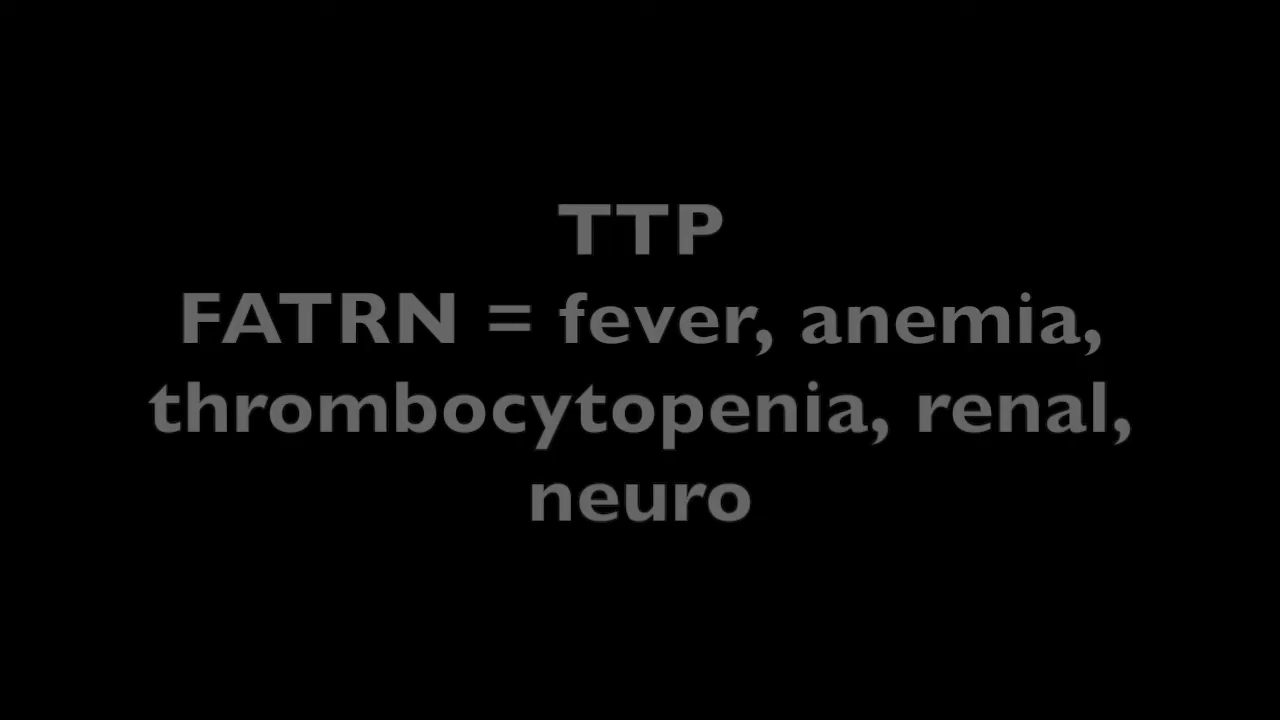 TTP
FATRN = fever, anemia,
thrombocytopenia, renal,
neuro